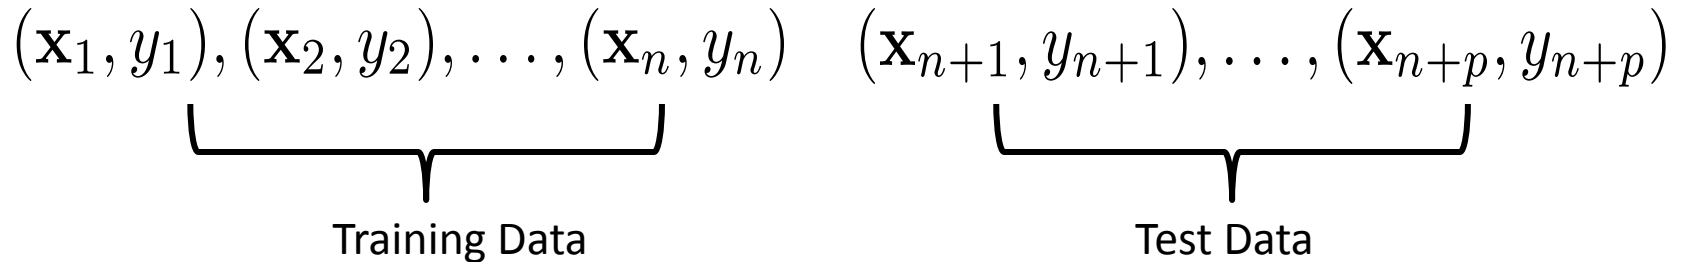 (x₁, y₁), (x₂, y₂), . . . , (xₙ, yₙ) (xₙ₊₁, yₙ₊₁), . . . , (xₙ₊ₚ, yₙ₊ₚ)
Training Data Test Data